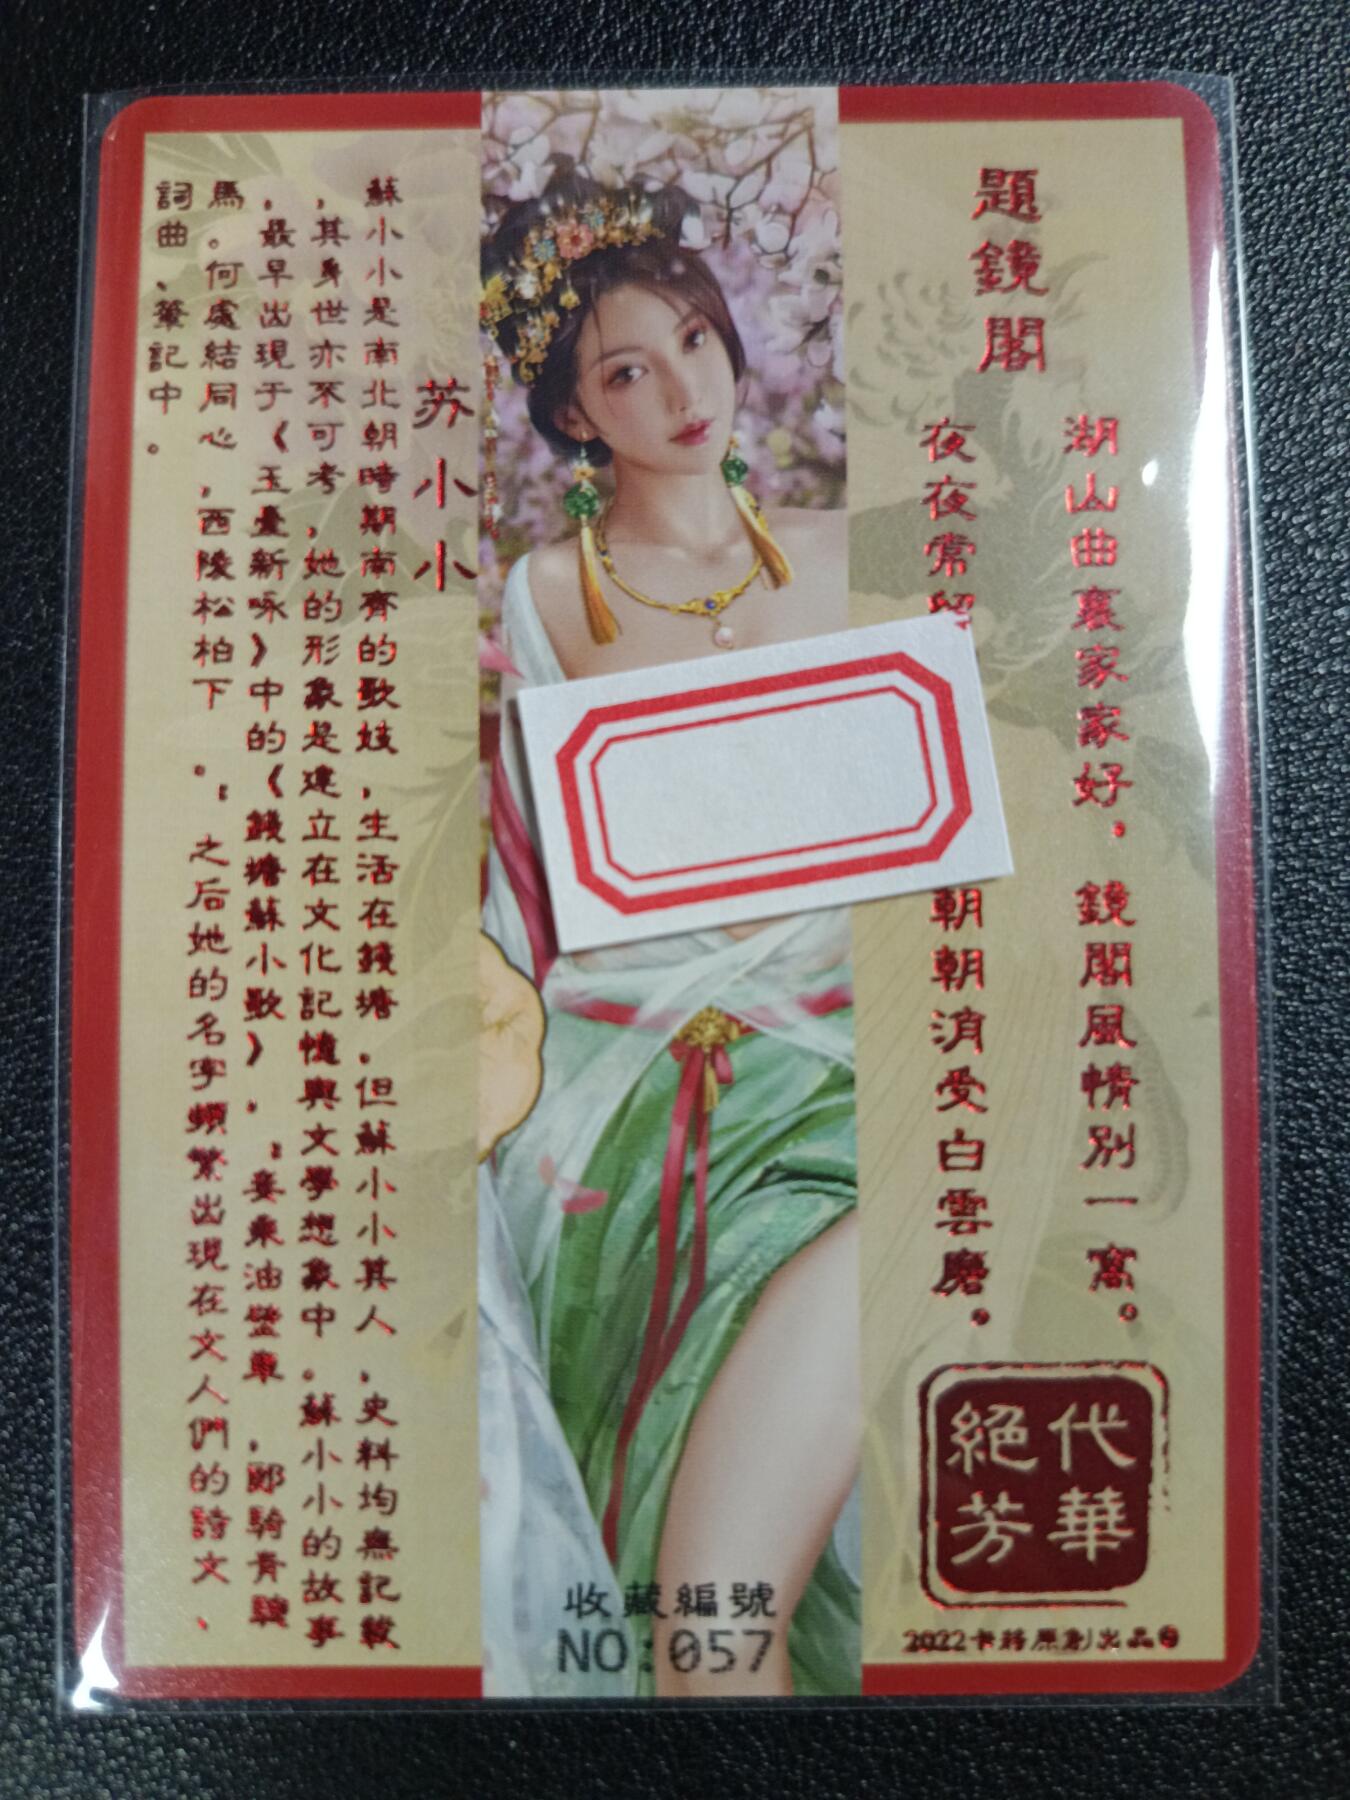 題鏡閣
湖山曲裏家家好，鏡閣風情別一窩。
夜夜常留
朝朝消受白雲磨。
代華
絕芳
2022卡
原創出品
苏小小
蘇小小是南北朝時期南齊的歌妓，生活在錢塘。但蘇小小其人，史料均無記載
，其身世亦不可考，她的形象是建立在文化記憶與文學想象中。蘇小小的故事
，最早出現于《玉臺新咏》中的《錢塘蘇小歌》。：妾乘油壁車，郎騎青驄
馬。何處結同心，西陵松柏下。：之后她的名字頻繁出現在文人們的詩文、
詞曲、筆記中。
收藏編號
NO:057